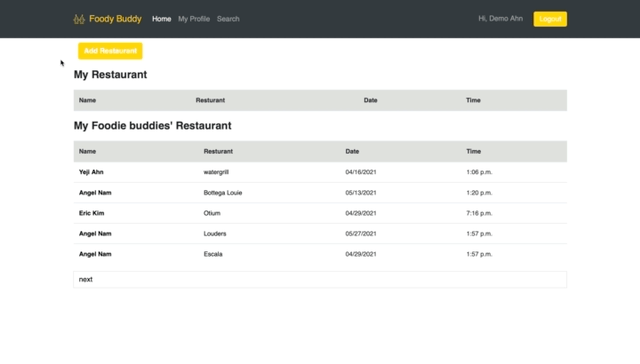 Foody Buddy Home My Profile Search Hi, Demo Ahn Logout
Add Restaurant
My Restaurant
Name Resturant Date Time
My Foodie buddies' Restaurant
Name Resturant Date Time
Yeji Ahn watergrill 04/16/2021 1:06 p.m.
Angel Nam Bottega Louie 05/13/2021 1:20 p.m.
Eric Kim Otium 04/29/2021 7:16 p.m.
Angel Nam Louders 05/27/2021 1:57 p.m.
Angel Nam Escala 04/29/2021 1:57 p.m.
next